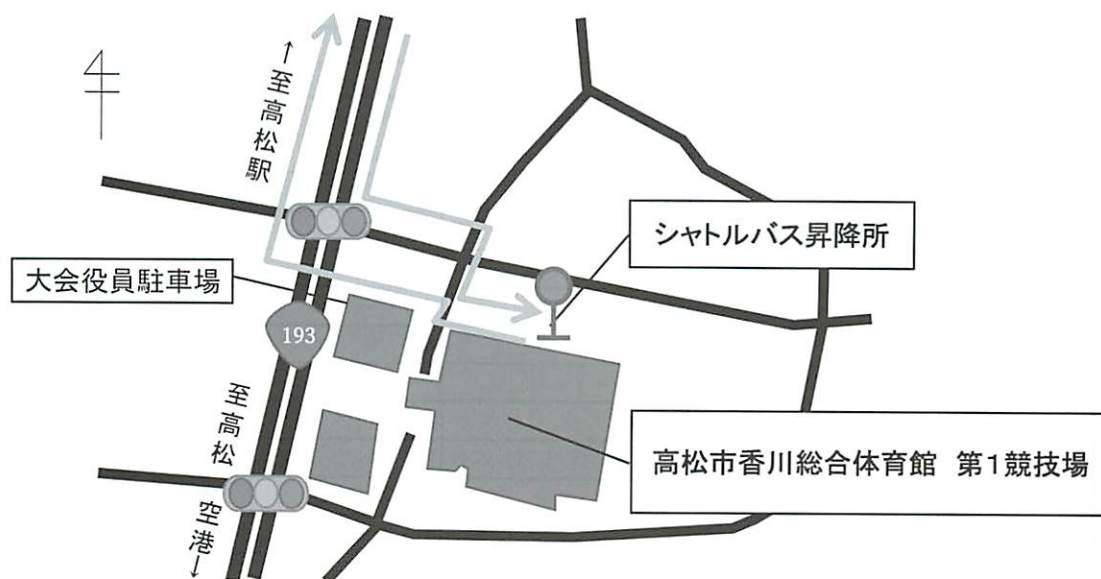 ↑至高松駅
シャトルバス昇降所
大会役員駐車場
193
至高松空港↓
高松市香川総合体育館　第1競技場